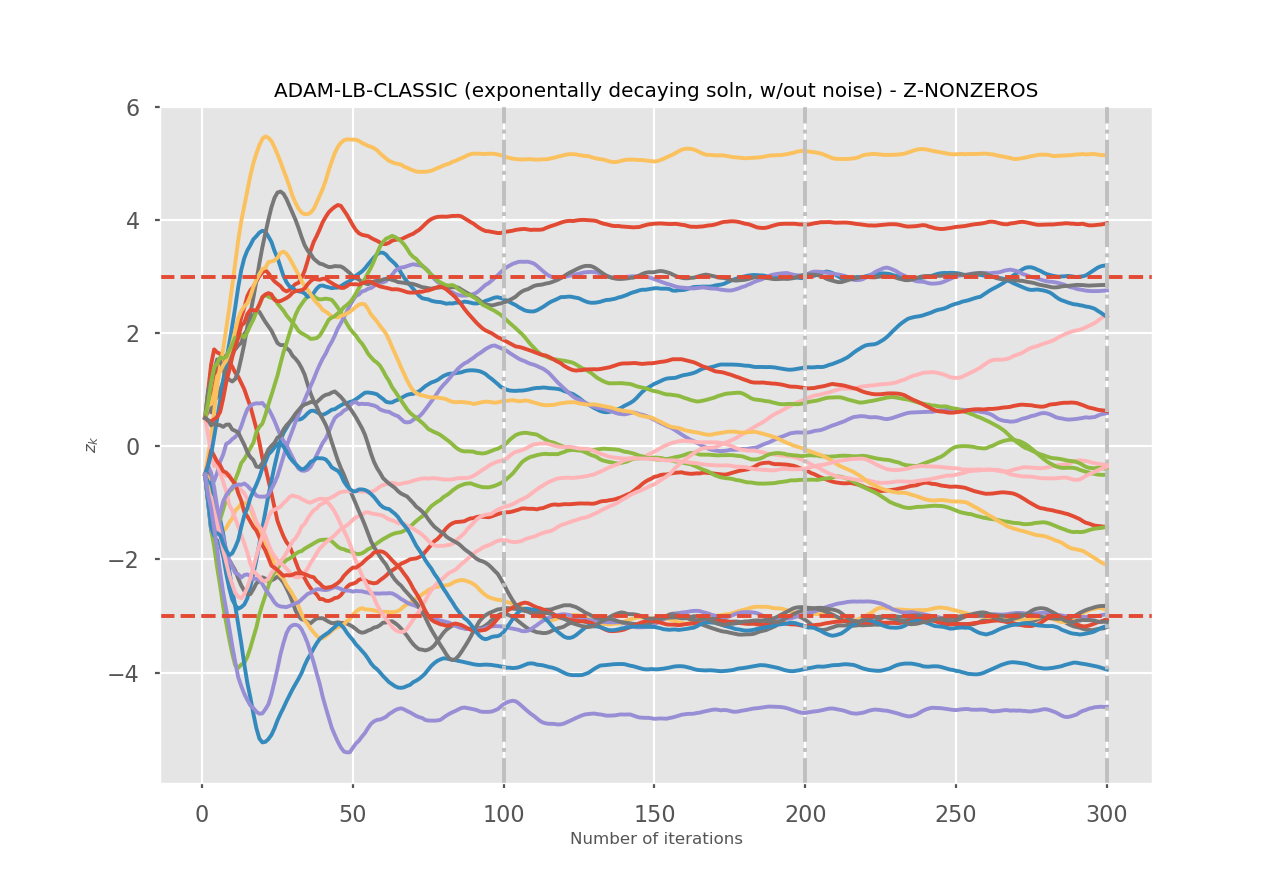 ADAM-LB-CLASSIC (exponentially decaying soln, w/out noise) - Z-NONZEROS
6
4
2
0
−2
−4
z_k
0 50 100 150 200 250 300
Number of iterations